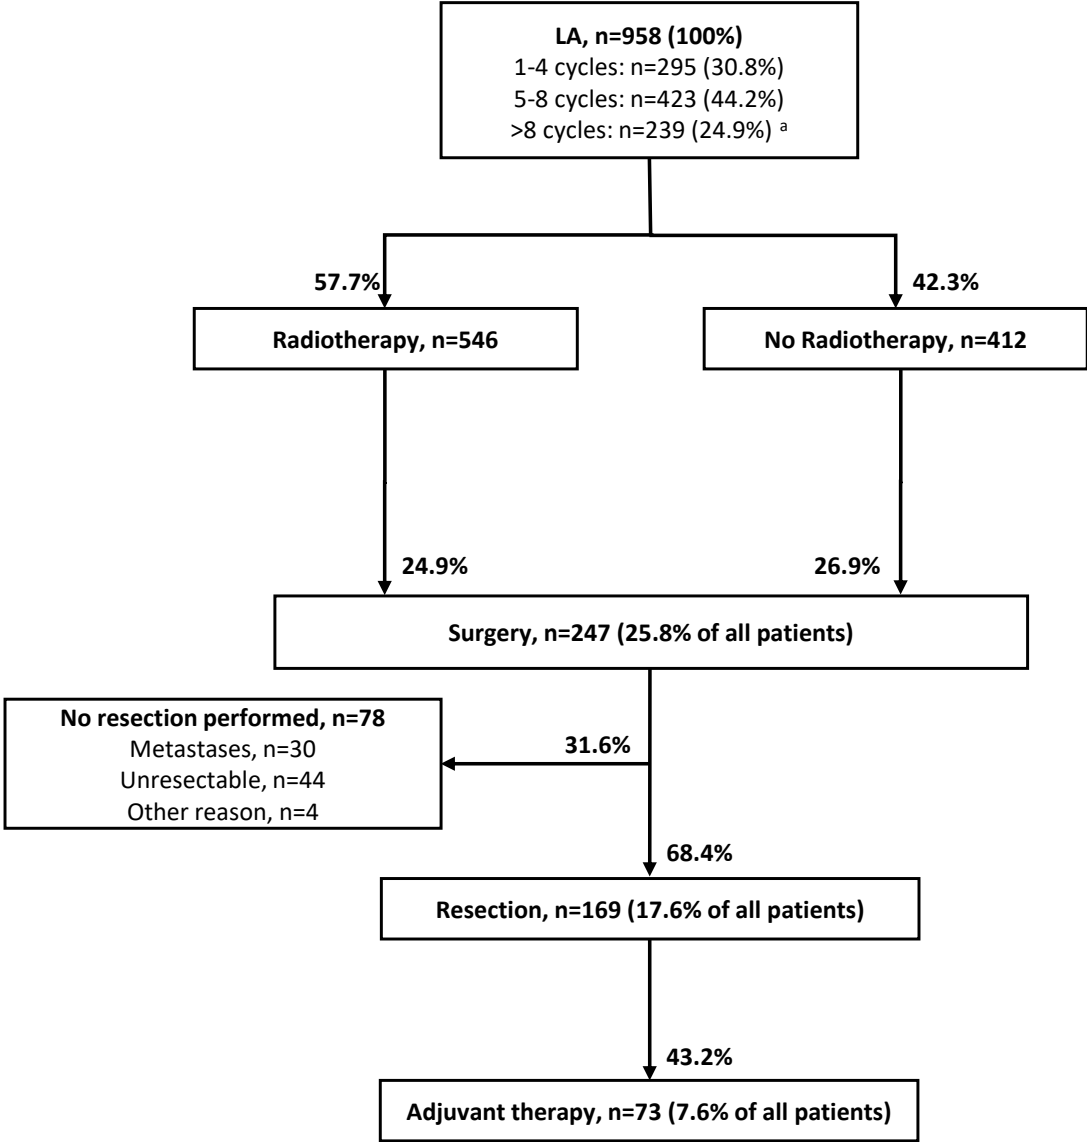 LA, n=958 (100%)
1-4 cycles: n=295 (30.8%)
5-8 cycles: n=423 (44.2%)
>8 cycles: n=239 (24.9%) ᵃ
57.7%
42.3%
Radiotherapy, n=546
No Radiotherapy, n=412
24.9%
26.9%
Surgery, n=247 (25.8% of all patients)
No resection performed, n=78
Metastases, n=30
Unresectable, n=44
Other reason, n=4
31.6%
68.4%
Resection, n=169 (17.6% of all patients)
43.2%
Adjuvant therapy, n=73 (7.6% of all patients)